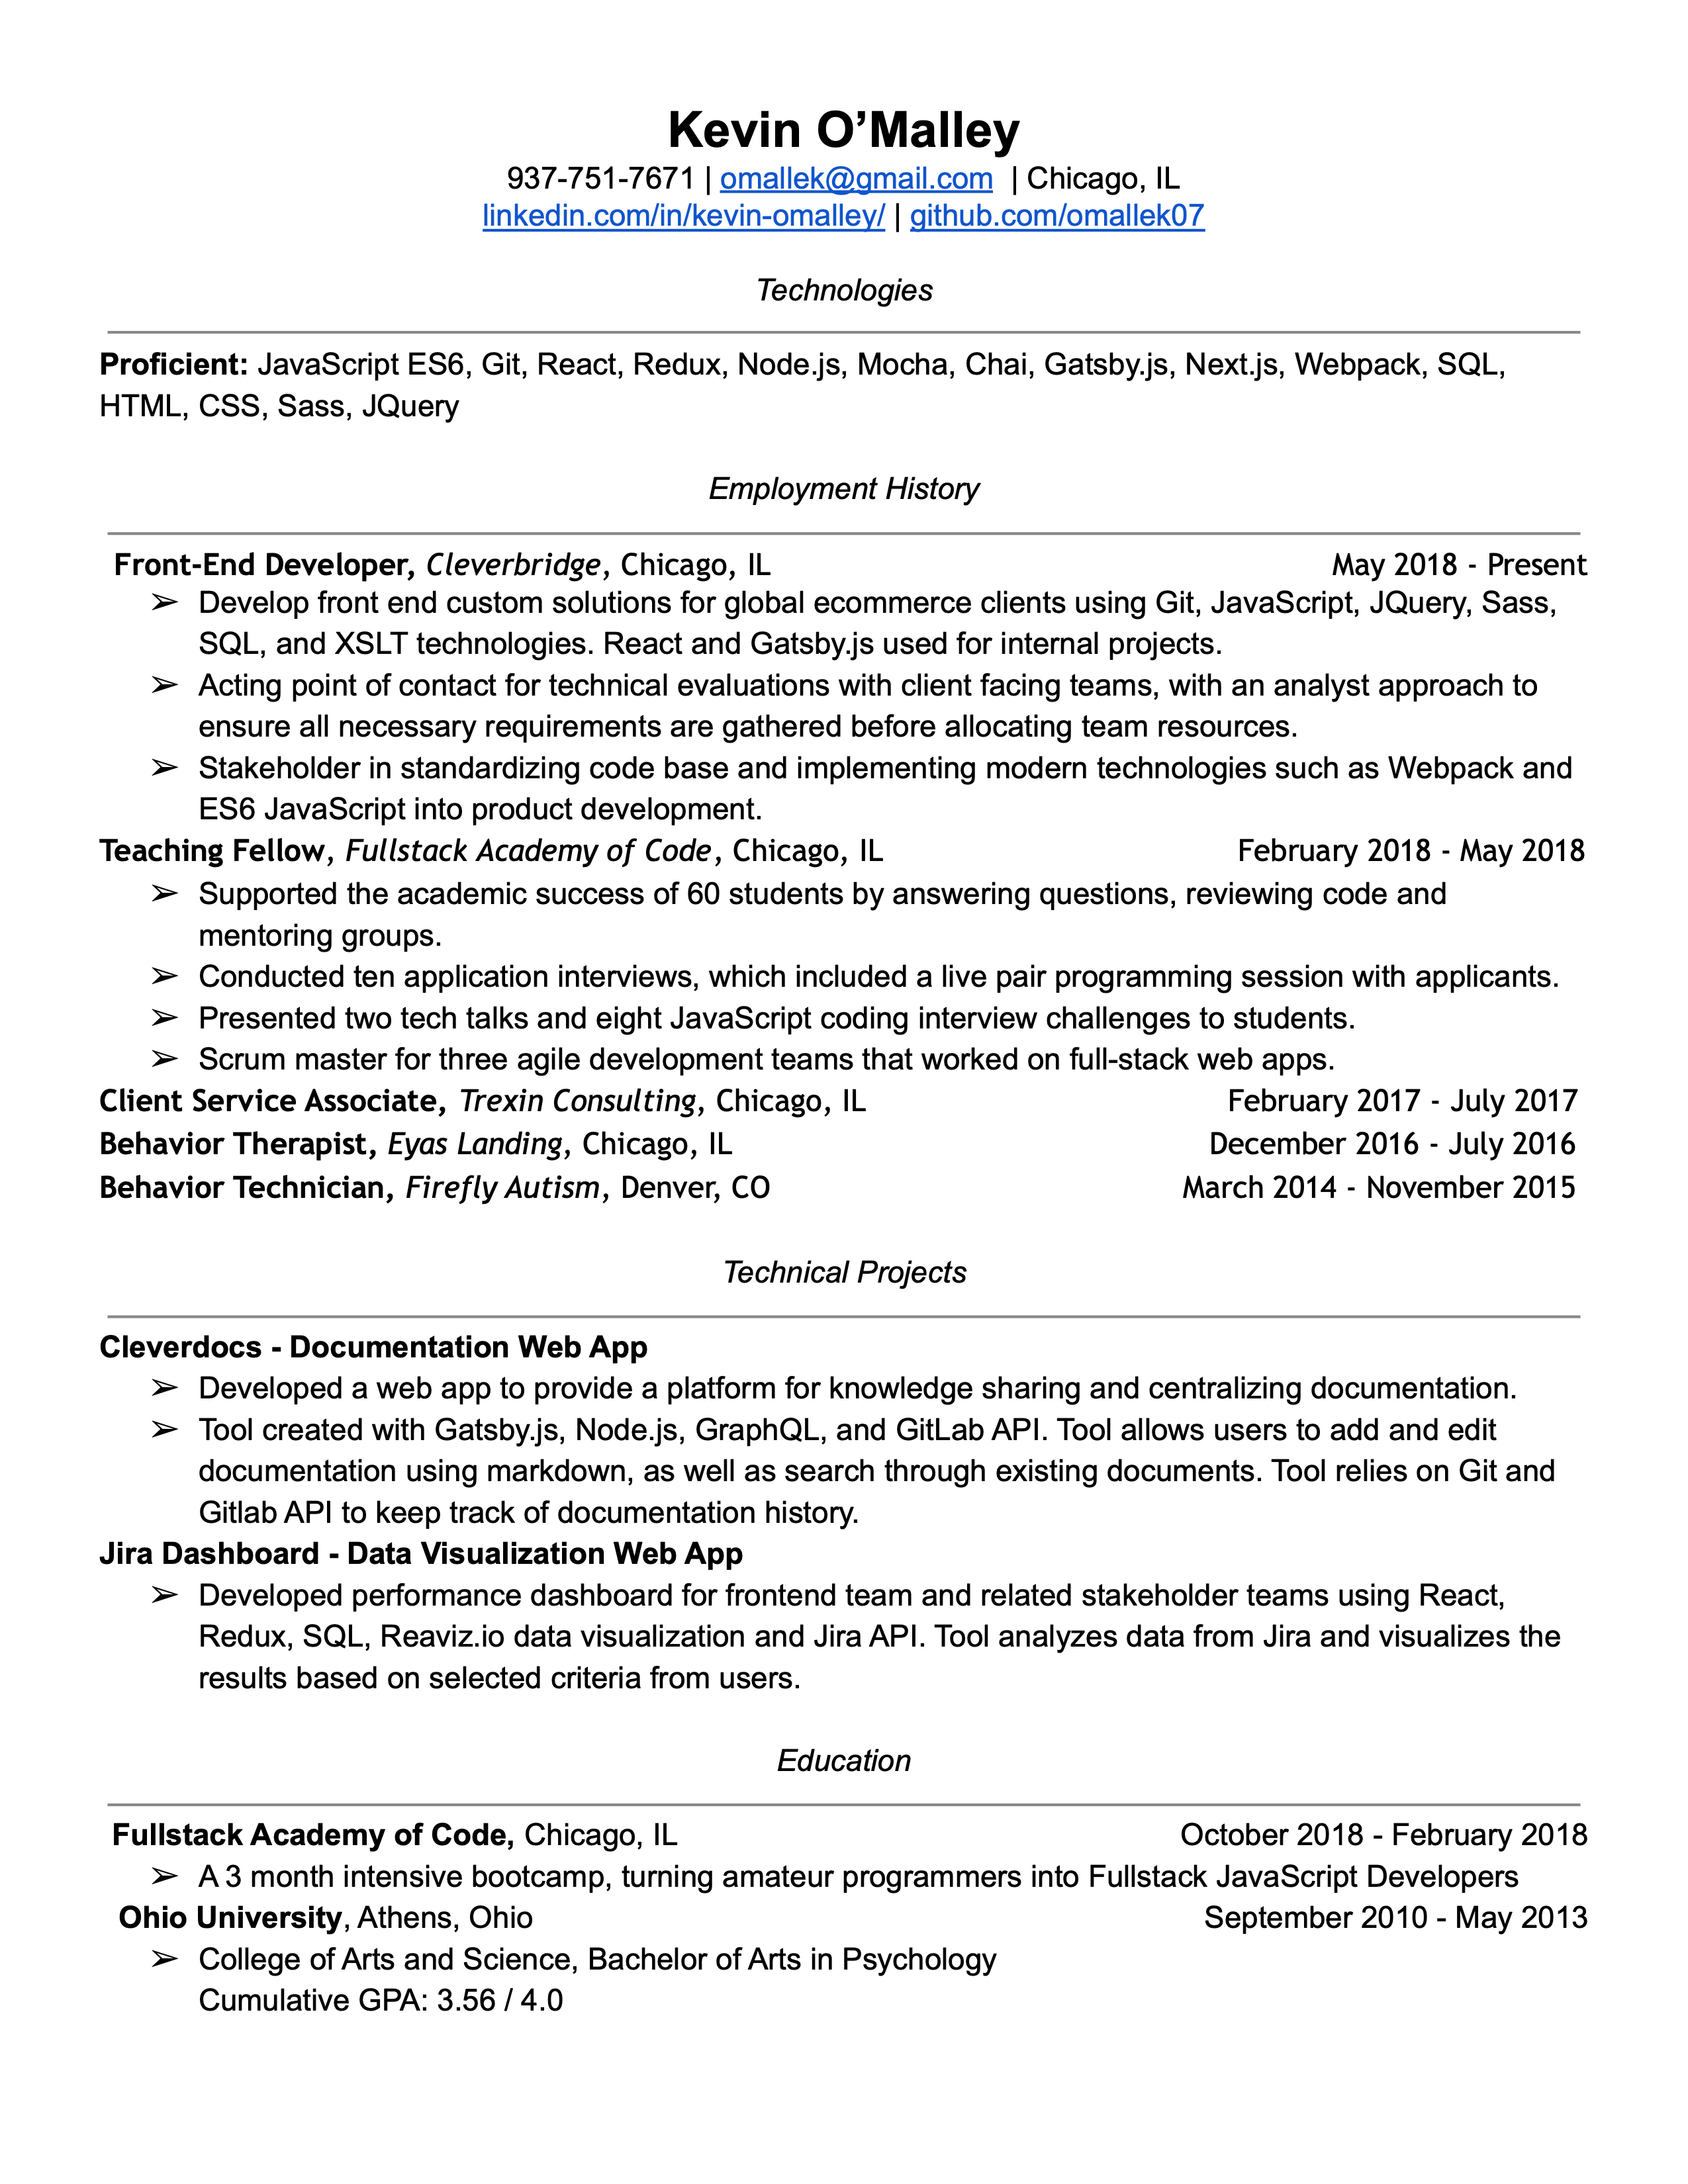 Kevin O’Malley
937-751-7671 | omallek@gmail.com | Chicago, IL
linkedin.com/in/kevin-omalley/ | github.com/omallek07
Technologies
Proficient: JavaScript ES6, Git, React, Redux, Node.js, Mocha, Chai, Gatsby.js, Next.js, Webpack, SQL,
HTML, CSS, Sass, JQuery
Employment History
Front-End Developer, Cleverbridge, Chicago, IL May 2018 - Present
➢ Develop front end custom solutions for global ecommerce clients using Git, JavaScript, JQuery, Sass,
SQL, and XSLT technologies. React and Gatsby.js used for internal projects.
➢ Acting point of contact for technical evaluations with client facing teams, with an analyst approach to
ensure all necessary requirements are gathered before allocating team resources.
➢ Stakeholder in standardizing code base and implementing modern technologies such as Webpack and
ES6 JavaScript into product development.
Teaching Fellow, Fullstack Academy of Code, Chicago, IL February 2018 - May 2018
➢ Supported the academic success of 60 students by answering questions, reviewing code and
mentoring groups.
➢ Conducted ten application interviews, which included a live pair programming session with applicants.
➢ Presented two tech talks and eight JavaScript coding interview challenges to students.
➢ Scrum master for three agile development teams that worked on full-stack web apps.
Client Service Associate, Trexin Consulting, Chicago, IL February 2017 - July 2017
Behavior Therapist, Eyas Landing, Chicago, IL December 2016 - July 2016
Behavior Technician, Firefly Autism, Denver, CO March 2014 - November 2015
Technical Projects
Cleverdocs - Documentation Web App
➢ Developed a web app to provide a platform for knowledge sharing and centralizing documentation.
➢ Tool created with Gatsby.js, Node.js, GraphQL, and GitLab API. Tool allows users to add and edit
documentation using markdown, as well as search through existing documents. Tool relies on Git and
Gitlab API to keep track of documentation history.
Jira Dashboard - Data Visualization Web App
➢ Developed performance dashboard for frontend team and related stakeholder teams using React,
Redux, SQL, Reaviz.io data visualization and Jira API. Tool analyzes data from Jira and visualizes the
results based on selected criteria from users.
Education
Fullstack Academy of Code, Chicago, IL October 2018 - February 2018
➢ A 3 month intensive bootcamp, turning amateur programmers into Fullstack JavaScript Developers
Ohio University, Athens, Ohio September 2010 - May 2013
➢ College of Arts and Science, Bachelor of Arts in Psychology
Cumulative GPA: 3.56 / 4.0